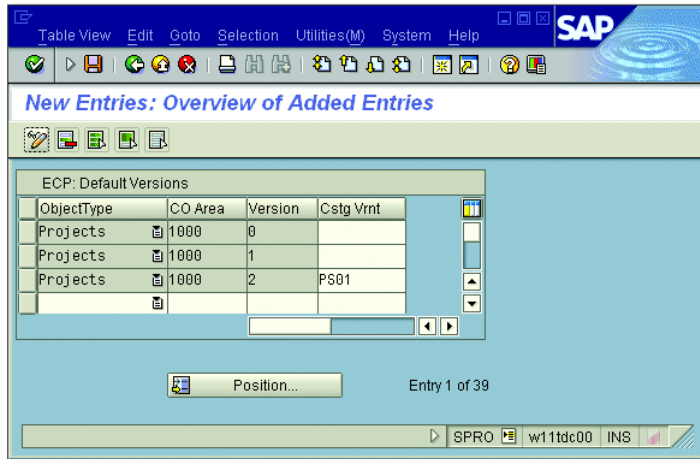 Table View Edit Goto Selection Utilities(M) System Help
SAP
New Entries: Overview of Added Entries
ECP: Default Versions
ObjectType CO Area Version Cstg Vrnt
Projects 1000 0
Projects 1000 1
Projects 1000 2 PS01
Position... Entry 1 of 39
SPRO w11tdc00 INS